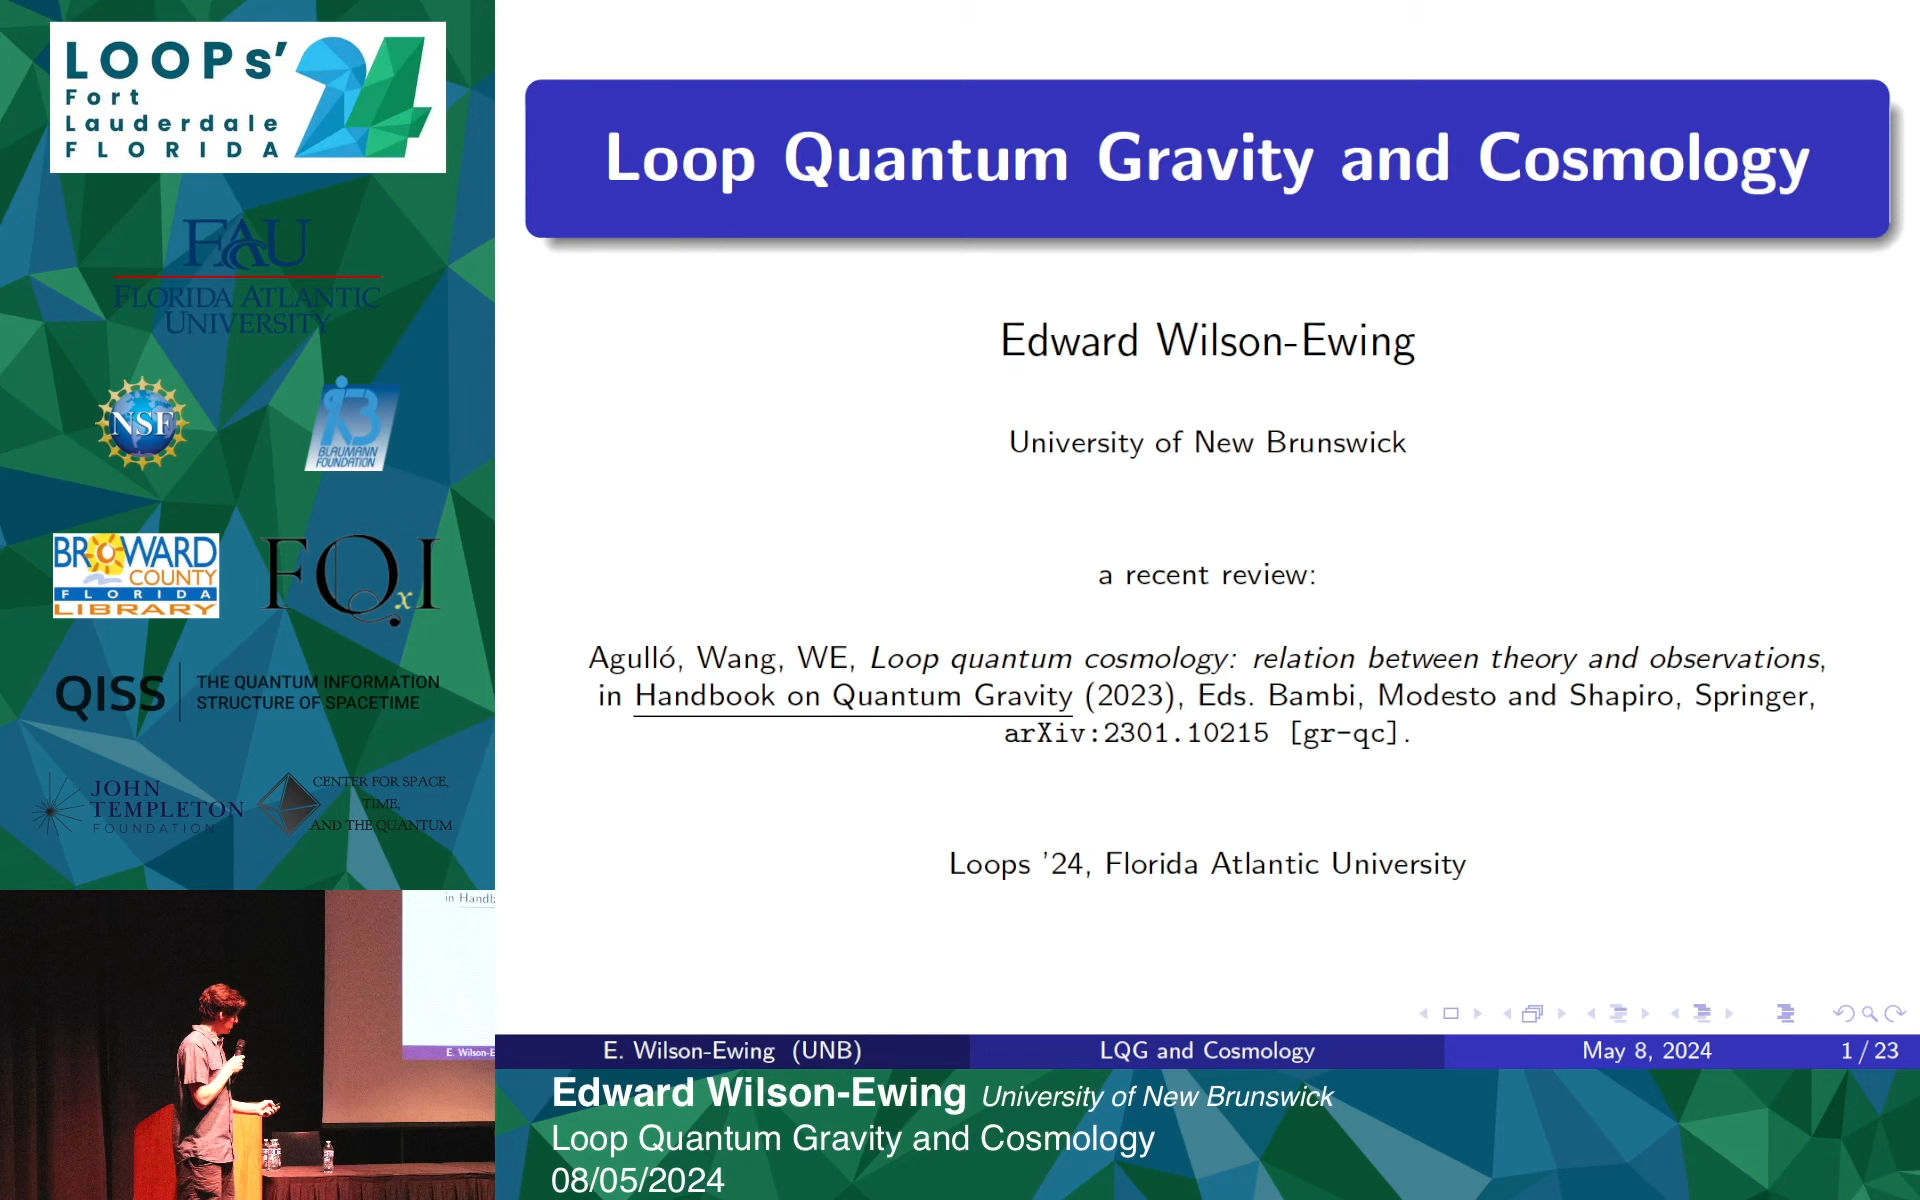 LOOPs’
Fort
Lauderdale
FLORIDA
FAU
FLORIDA ATLANTIC
UNIVERSITY
NSF
BLAUMANN
FOUNDATION
BROWARD
COUNTY
FLORIDA
LIBRARY
FQxI
QISS
THE QUANTUM INFORMATION
STRUCTURE OF SPACETIME
JOHN
TEMPLETON
FOUNDATION
CENTER FOR SPACE,
TIME,
AND THE QUANTUM
in Handb
E. Wilson-E
Loop Quantum Gravity and Cosmology
Edward Wilson-Ewing
University of New Brunswick
a recent review:
Agulló, Wang, WE, Loop quantum cosmology: relation between theory and observations,
in Handbook on Quantum Gravity (2023), Eds. Bambi, Modesto and Shapiro, Springer,
arXiv:2301.10215 [gr-qc].
Loops ’24, Florida Atlantic University
E. Wilson-Ewing (UNB) LQG and Cosmology May 8, 2024 1 / 23
Edward Wilson-Ewing University of New Brunswick
Loop Quantum Gravity and Cosmology
08/05/2024